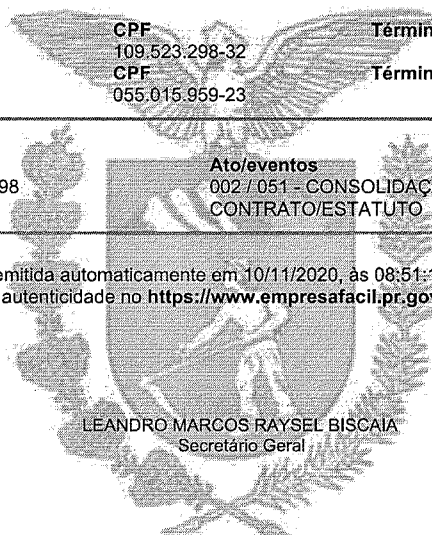 CPF Términ
109.523.298-32
CPF Términ
055.015.959-23
Ato/eventos
98 002 / 051 - CONSOLIDAÇ
CONTRATO/ESTATUTO
emitida automaticamente em 10/11/2020, às 08:51:
autenticidade no https://www.empresafacil.pr.gov
LEANDRO MARCOS RAYSEL BISCAIA
Secretário Geral